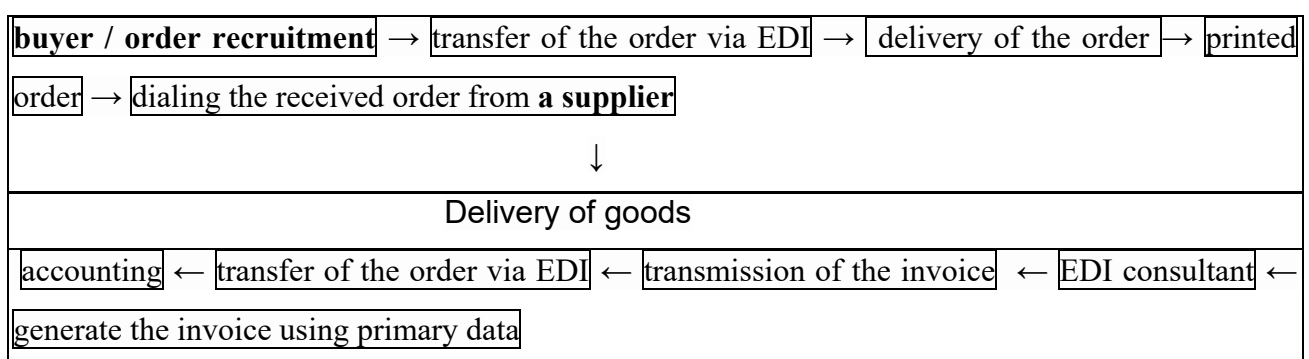 buyer / order recruitment → transfer of the order via EDI → delivery of the order → printed
order → dialing the received order from a supplier
↓
Delivery of goods
accounting ← transfer of the order via EDI ← transmission of the invoice ← EDI consultant ←
generate the invoice using primary data